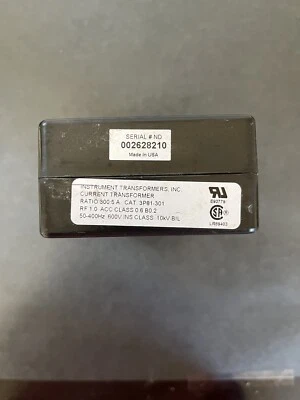 SERIAL # NO
002628210
Made In USA
INSTRUMENT TRANSFORMERS, INC.
CURRENT TRANSFORMER
RATIO 300:5 A CAT. 3P81-301
RF 1.0 ACC CLASS 0.6 B0.2
50-400Hz 600V INS CLASS 10kV BIL